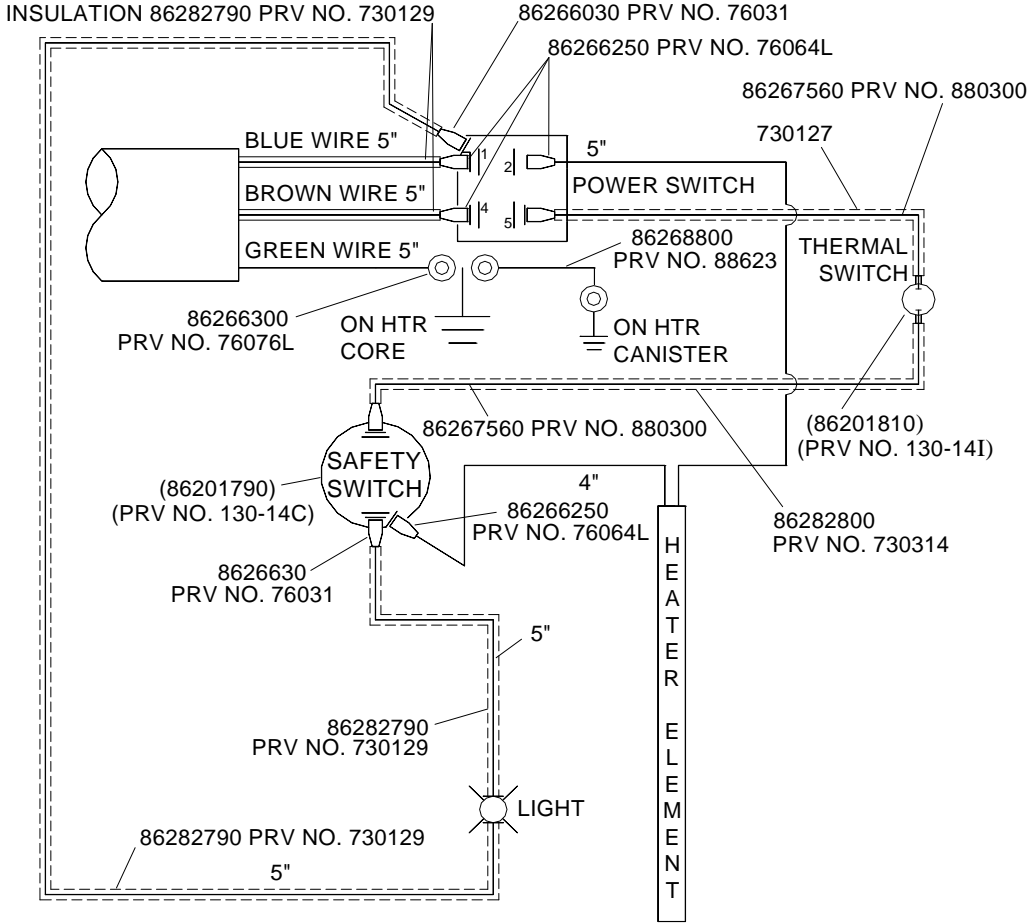 INSULATION 86282790 PRV NO. 730129
86266030 PRV NO. 76031
86266250 PRV NO. 76064L
86267560 PRV NO. 880300
730127
BLUE WIRE 5"
1
2
5"
POWER SWITCH
BROWN WIRE 5"
4
5
GREEN WIRE 5"
86268800
PRV NO. 88623
THERMAL
SWITCH
86266300
PRV NO. 76076L
ON HTR
CORE
ON HTR
CANISTER
(86201810)
(PRV NO. 130-14I)
86267560 PRV NO. 880300
SAFETY
SWITCH
(86201790)
(PRV NO. 130-14C)
4"
86266250
PRV NO. 76064L
86282800
PRV NO. 730314
8626630
PRV NO. 76031
5"
HEATER ELEMENT
86282790
PRV NO. 730129
LIGHT
86282790 PRV NO. 730129
5"